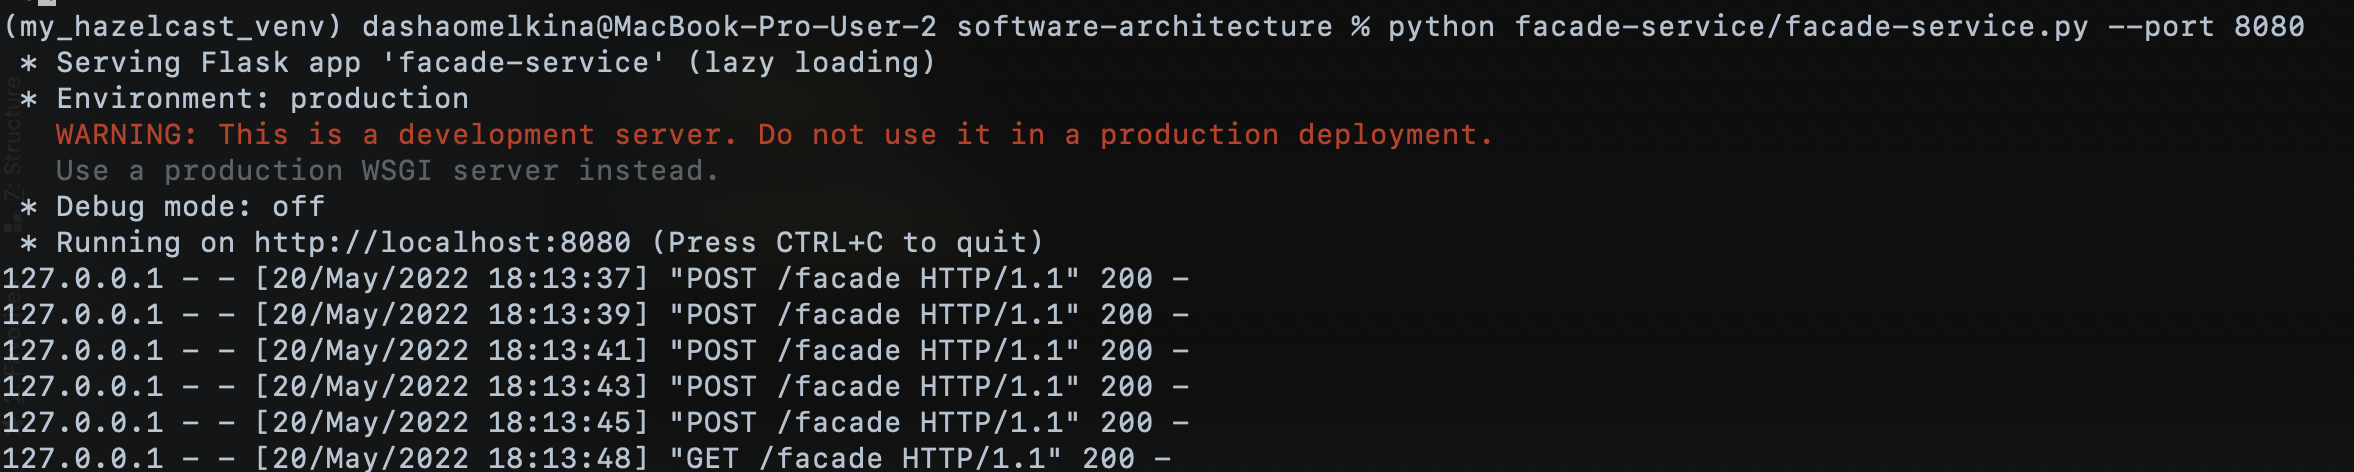 (my_hazelcast_venv) dashaomelkina@MacBook-Pro-User-2 software-architecture % python facade-service/facade-service.py --port 8080
* Serving Flask app 'facade-service' (lazy loading)
* Environment: production
WARNING: This is a development server. Do not use it in a production deployment.
Use a production WSGI server instead.
* Debug mode: off
* Running on http://localhost:8080 (Press CTRL+C to quit)
127.0.0.1 - - [20/May/2022 18:13:37] "POST /facade HTTP/1.1" 200 -
127.0.0.1 - - [20/May/2022 18:13:39] "POST /facade HTTP/1.1" 200 -
127.0.0.1 - - [20/May/2022 18:13:41] "POST /facade HTTP/1.1" 200 -
127.0.0.1 - - [20/May/2022 18:13:43] "POST /facade HTTP/1.1" 200 -
127.0.0.1 - - [20/May/2022 18:13:45] "POST /facade HTTP/1.1" 200 -
127.0.0.1 - - [20/May/2022 18:13:48] "GET /facade HTTP/1.1" 200 -
7: Structure